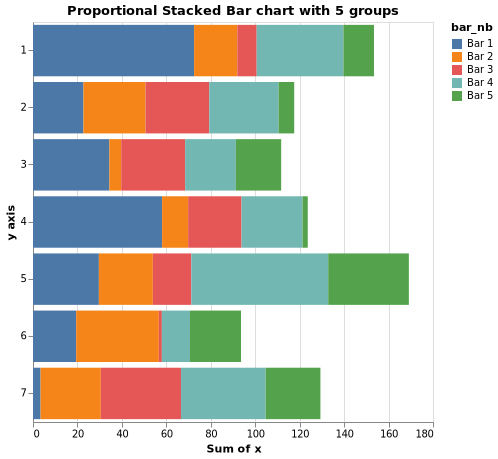 Proportional Stacked Bar chart with 5 groups
bar_nb
Bar 1
Bar 2
Bar 3
Bar 4
Bar 5
y axis
1
2
3
4
5
6
7
0 20 40 60 80 100 120 140 160 180
Sum of x